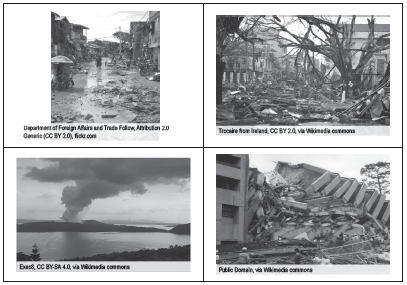 Department of Foreign Affairs and Trade Follow, Attribution 2.0
Generic (CC BY 2.0), flickr.com
Trocaire from Ireland, CC BY 2.0, via Wikimedia commons
Exec8, CC BY-SA 4.0, via Wikimedia commons
Public Domain, via Wikimedia commons